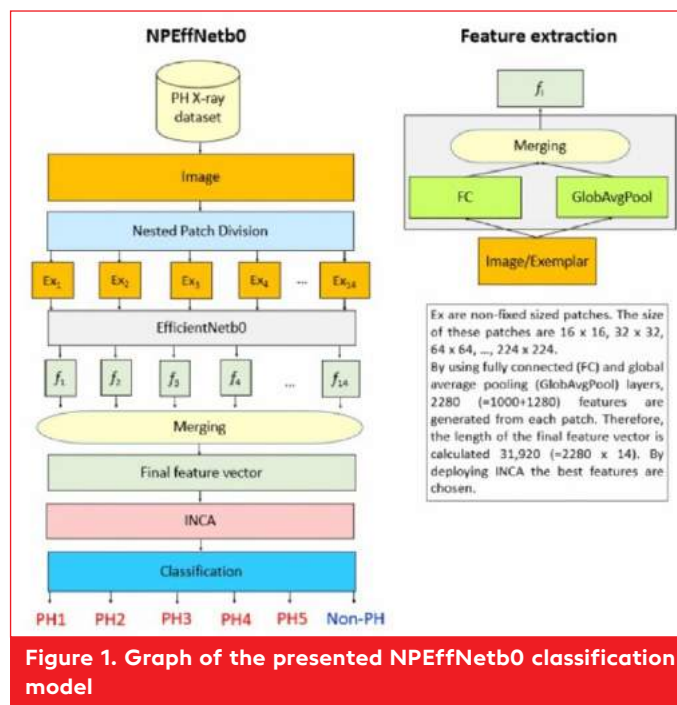 NPEffNetb0
PH X-ray
dataset
Image
Nested Patch Division
Ex1 Ex2 Ex3 Ex4 ... Ex14
EfficientNetb0
f1 f2 f3 f4 ... f14
Merging
Final feature vector
INCA
Classification
PH1 PH2 PH3 PH4 PH5 Non-PH
Feature extraction
fi
Merging
FC GlobAvgPool
Image/Exemplar
Ex are non-fixed sized patches. The size
of these patches are 16 x 16, 32 x 32,
64 x 64, ..., 224 x 224.
By using fully connected (FC) and global
average pooling (GlobAvgPool) layers,
2280 (=1000+1280) features are
generated from each patch. Therefore,
the length of the final feature vector is
calculated 31,920 (=2280 x 14). By
deploying INCA the best features are
chosen.
Figure 1. Graph of the presented NPEffNetb0 classification
model